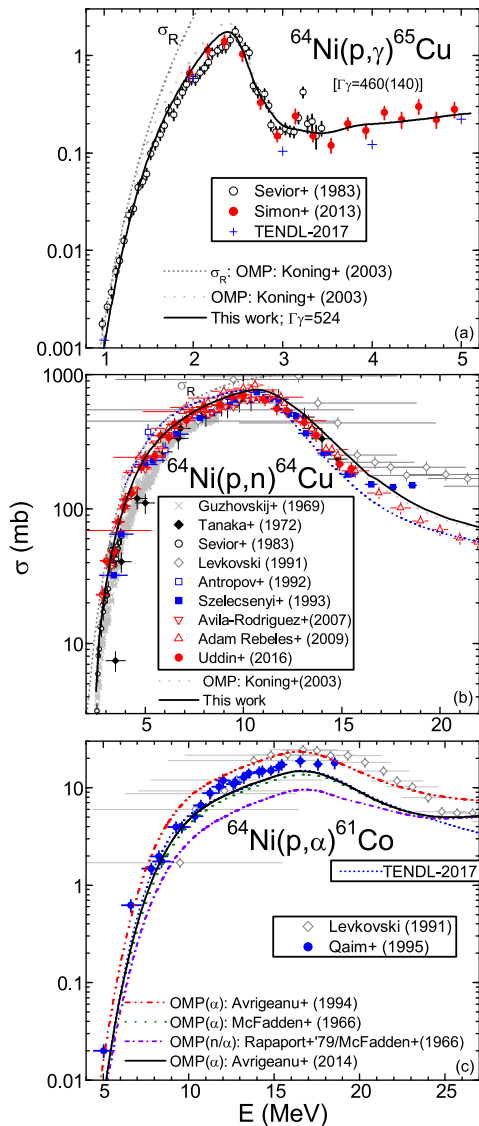 σR
64Ni(p,γ)65Cu
[Γγ=460(140)]
1
0.1
0.01
0.001
Sevior+ (1983)
Simon+ (2013)
TENDL-2017
σR: OMP: Koning+ (2003)
OMP: Koning+ (2003)
This work; Γγ=524
(a)
1 2 3 4 5
1000
100
10
σ (mb)
σR
64Ni(p,n)64Cu
Guzhovskij+ (1969)
Tanaka+ (1972)
Sevior+ (1983)
Levkovski (1991)
Antropov+ (1992)
Szelecsenyi+ (1993)
Avila-Rodriguez+(2007)
Adam Rebeles+ (2009)
Uddin+ (2016)
OMP: Koning+(2003)
This work
(b)
5 10 15 20
10
1
0.1
0.01
64Ni(p,α)61Co
TENDL-2017
Levkovski (1991)
Qaim+ (1995)
OMP(α): Avrigeanu+ (1994)
OMP(α): McFadden+ (1966)
OMP(n/α): Rapaport+'79/McFadden+(1966)
OMP(α): Avrigeanu+ (2014)
(c)
5 10 15 20 25
E (MeV)